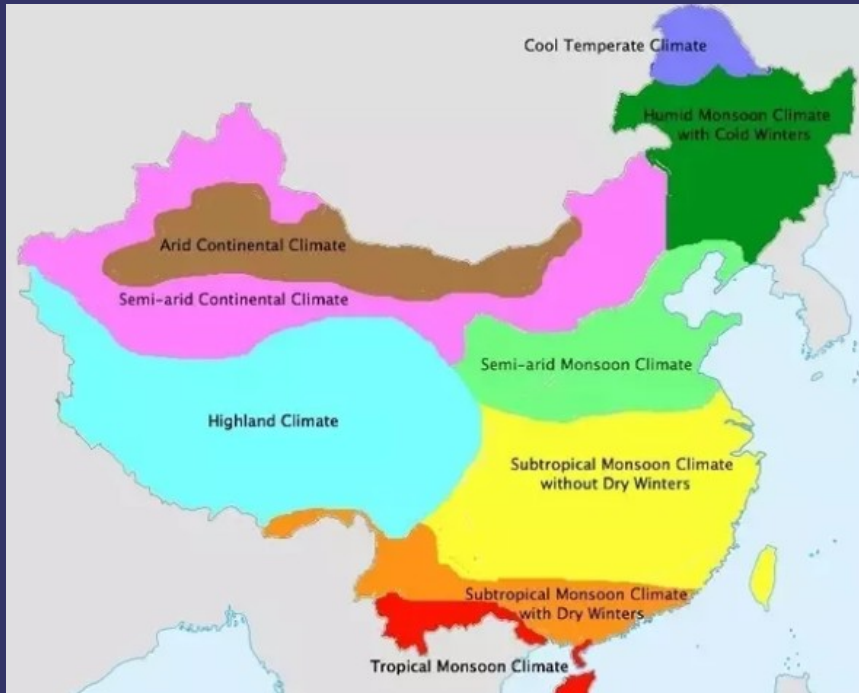 Cool Temperate Climate
Humid Monsoon Climate
with Cold Winters
Arid Continental Climate
Semi-arid Continental Climate
Semi-arid Monsoon Climate
Highland Climate
Subtropical Monsoon Climate
without Dry Winters
Subtropical Monsoon Climate
with Dry Winters
Tropical Monsoon Climate